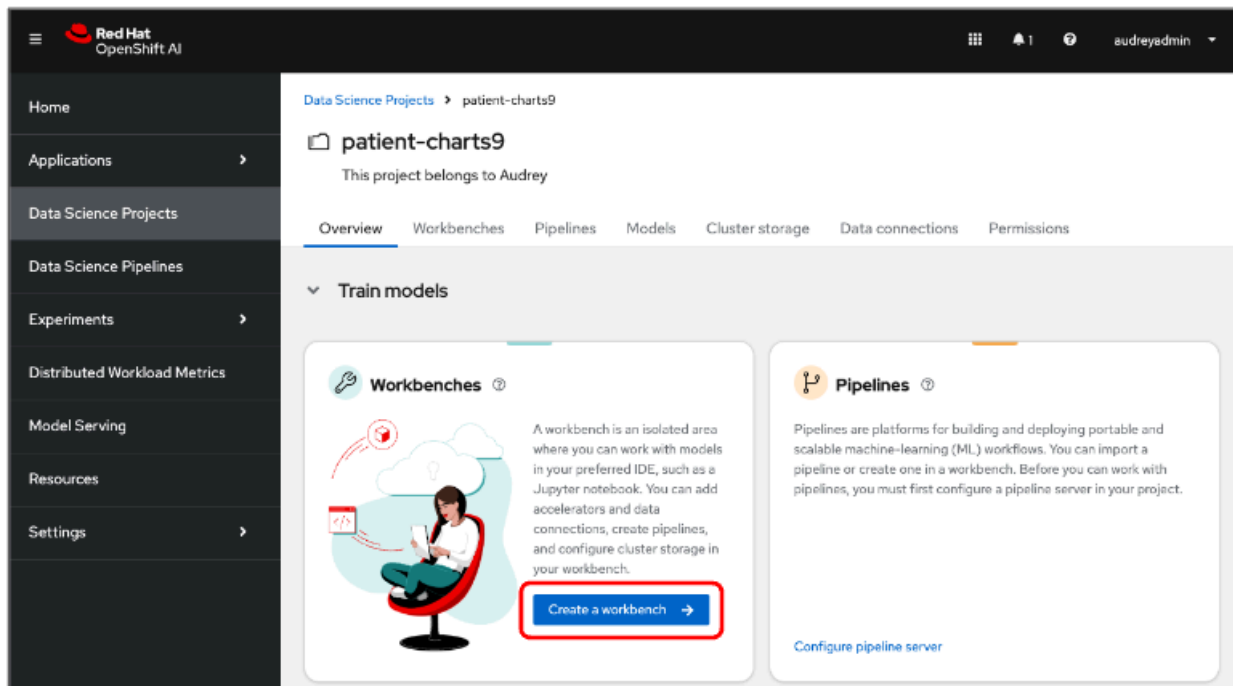 Red Hat
OpenShift AI
1
audreyadmin
Home
Applications
Data Science Projects
Data Science Pipelines
Experiments
Distributed Workload Metrics
Model Serving
Resources
Settings
Data Science Projects > patient-charts9
patient-charts9
This project belongs to Audrey
Overview Workbenches Pipelines Models Cluster storage Data connections Permissions
Train models
Workbenches
A workbench is an isolated area
where you can work with models
in your preferred IDE, such as a
Jupyter notebook. You can add
accelerators and data
connections, create pipelines,
and configure cluster storage in
your workbench.
Create a workbench →
Pipelines
Pipelines are platforms for building and deploying portable and
scalable machine-learning (ML) workflows. You can import a
pipeline or create one in a workbench. Before you can work with
pipelines, you must first configure a pipeline server in your project.
Configure pipeline server